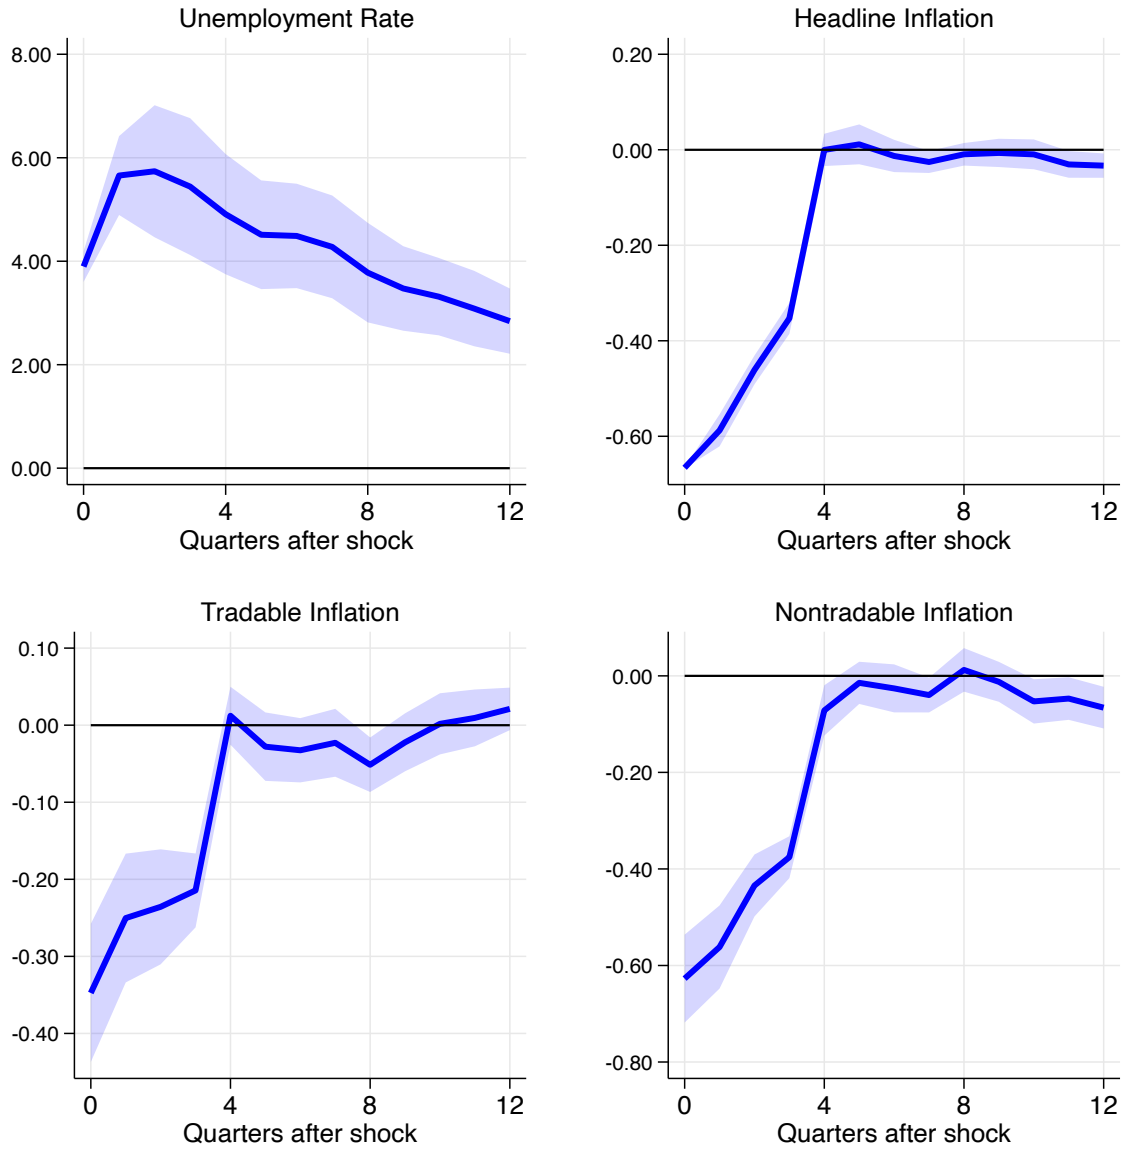 Unemployment Rate
8.00
6.00
4.00
2.00
0.00
0 4 8 12
Quarters after shock
Headline Inflation
0.20
0.00
-0.20
-0.40
-0.60
0 4 8 12
Quarters after shock
Tradable Inflation
0.10
0.00
-0.10
-0.20
-0.30
-0.40
0 4 8 12
Quarters after shock
Nontradable Inflation
0.00
-0.20
-0.40
-0.60
-0.80
0 4 8 12
Quarters after shock